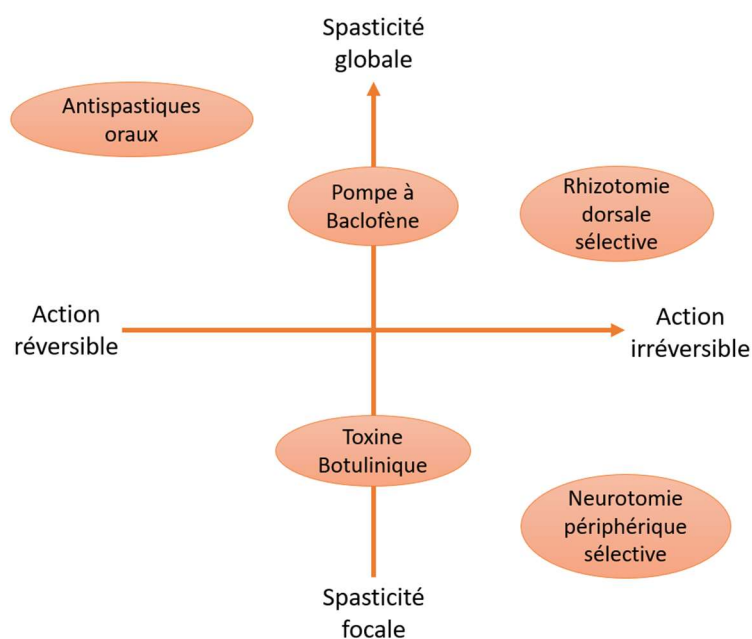 Spasticité
globale
Antispastiques
oraux
Pompe à
Baclofène
Rhizotomie
dorsale
sélective
Action
réversible
Action
irréversible
Toxine
Botulinique
Neurotomie
périphérique
sélective
Spasticité
focale